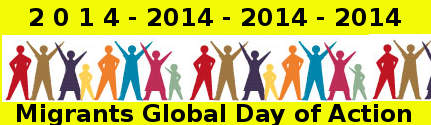 2 0 1 4 - 2014 - 2014 - 2014
Migrants Global Day of Action